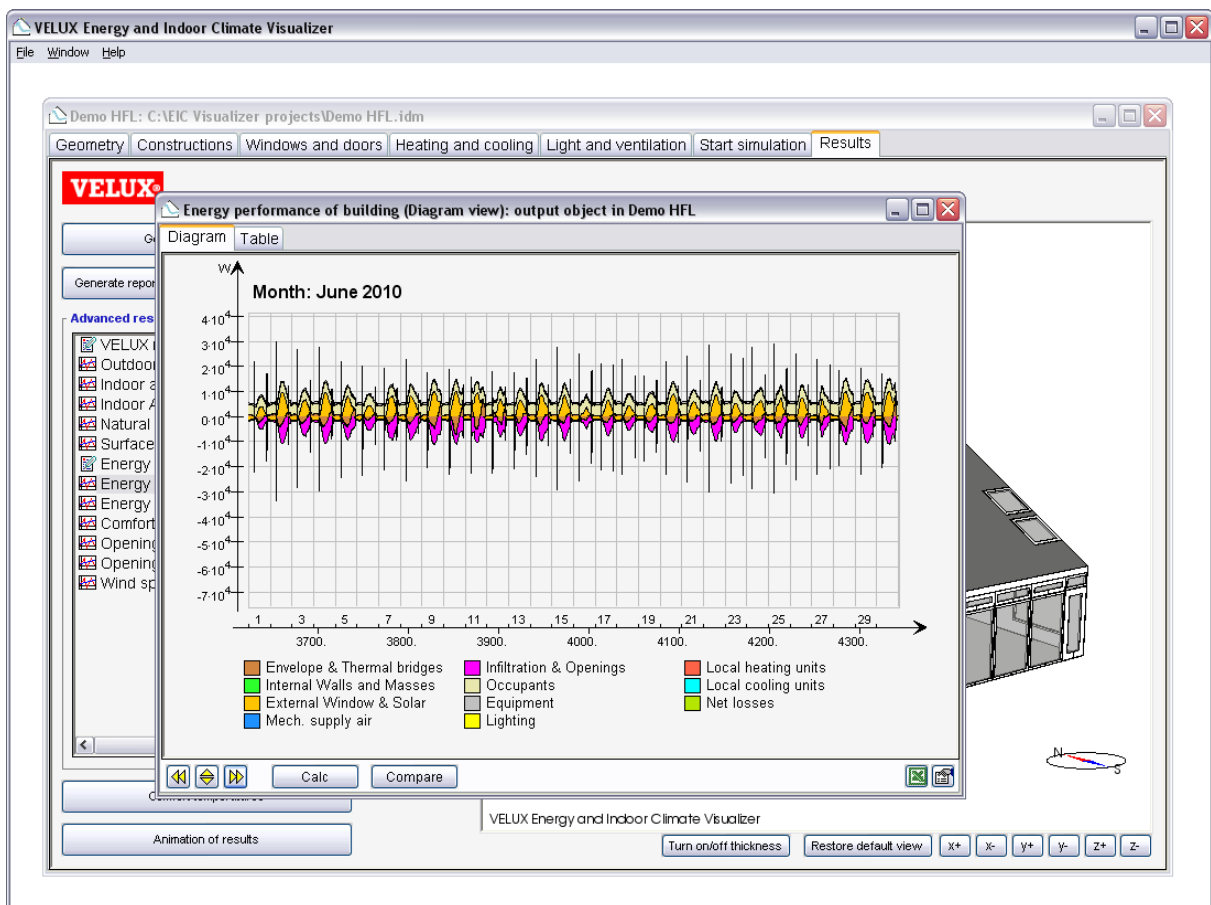 VELUX Energy and Indoor Climate Visualizer
File Window Help
Demo HFL: C:\EIC Visualizer projects\Demo HFL.idm
Geometry Constructions Windows and doors Heating and cooling Light and ventilation Start simulation Results
VELUX®
Energy performance of building (Diagram view): output object in Demo HFL
Diagram Table
Generate repor
Advanced res
VELUX
Outdoor
Indoor a
Indoor A
Natural
Surface
Energy
Energy
Energy
Comfort
Opening
Opening
Wind sp
W
Month: June 2010
4·10⁴
3·10⁴
2·10⁴
1·10⁴
0·10⁴
-1·10⁴
-2·10⁴
-3·10⁴
-4·10⁴
-5·10⁴
-6·10⁴
-7·10⁴
1 3 5 7 9 11 13 15 17 19 21 23 25 27 29
3700. 3800. 3900. 4000. 4100. 4200. 4300.
Envelope & Thermal bridges Infiltration & Openings Local heating units
Internal Walls and Masses Occupants Local cooling units
External Window & Solar Equipment Net losses
Mech. supply air Lighting
Calc Compare
N S
Animation of results
VELUX Energy and Indoor Climate Visualizer
Turn on/off thickness Restore default view x+ x- y+ y- z+ z-